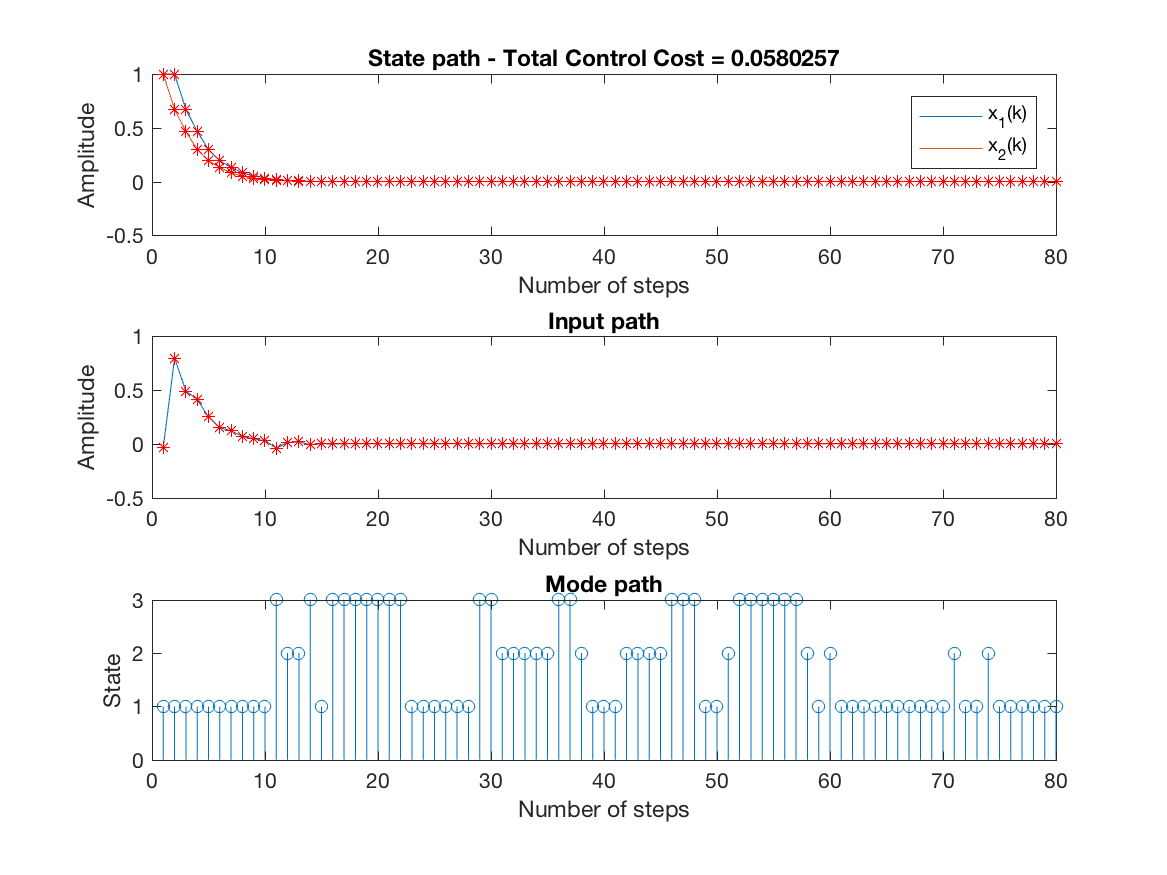 State path - Total Control Cost = 0.0580257
1
0.5
0
-0.5
Amplitude
x1(k)
x2(k)
0 10 20 30 40 50 60 70 80
Number of steps
Input path
1
0.5
0
-0.5
Amplitude
0 10 20 30 40 50 60 70 80
Number of steps
Mode path
3
2
1
0
State
0 10 20 30 40 50 60 70 80
Number of steps